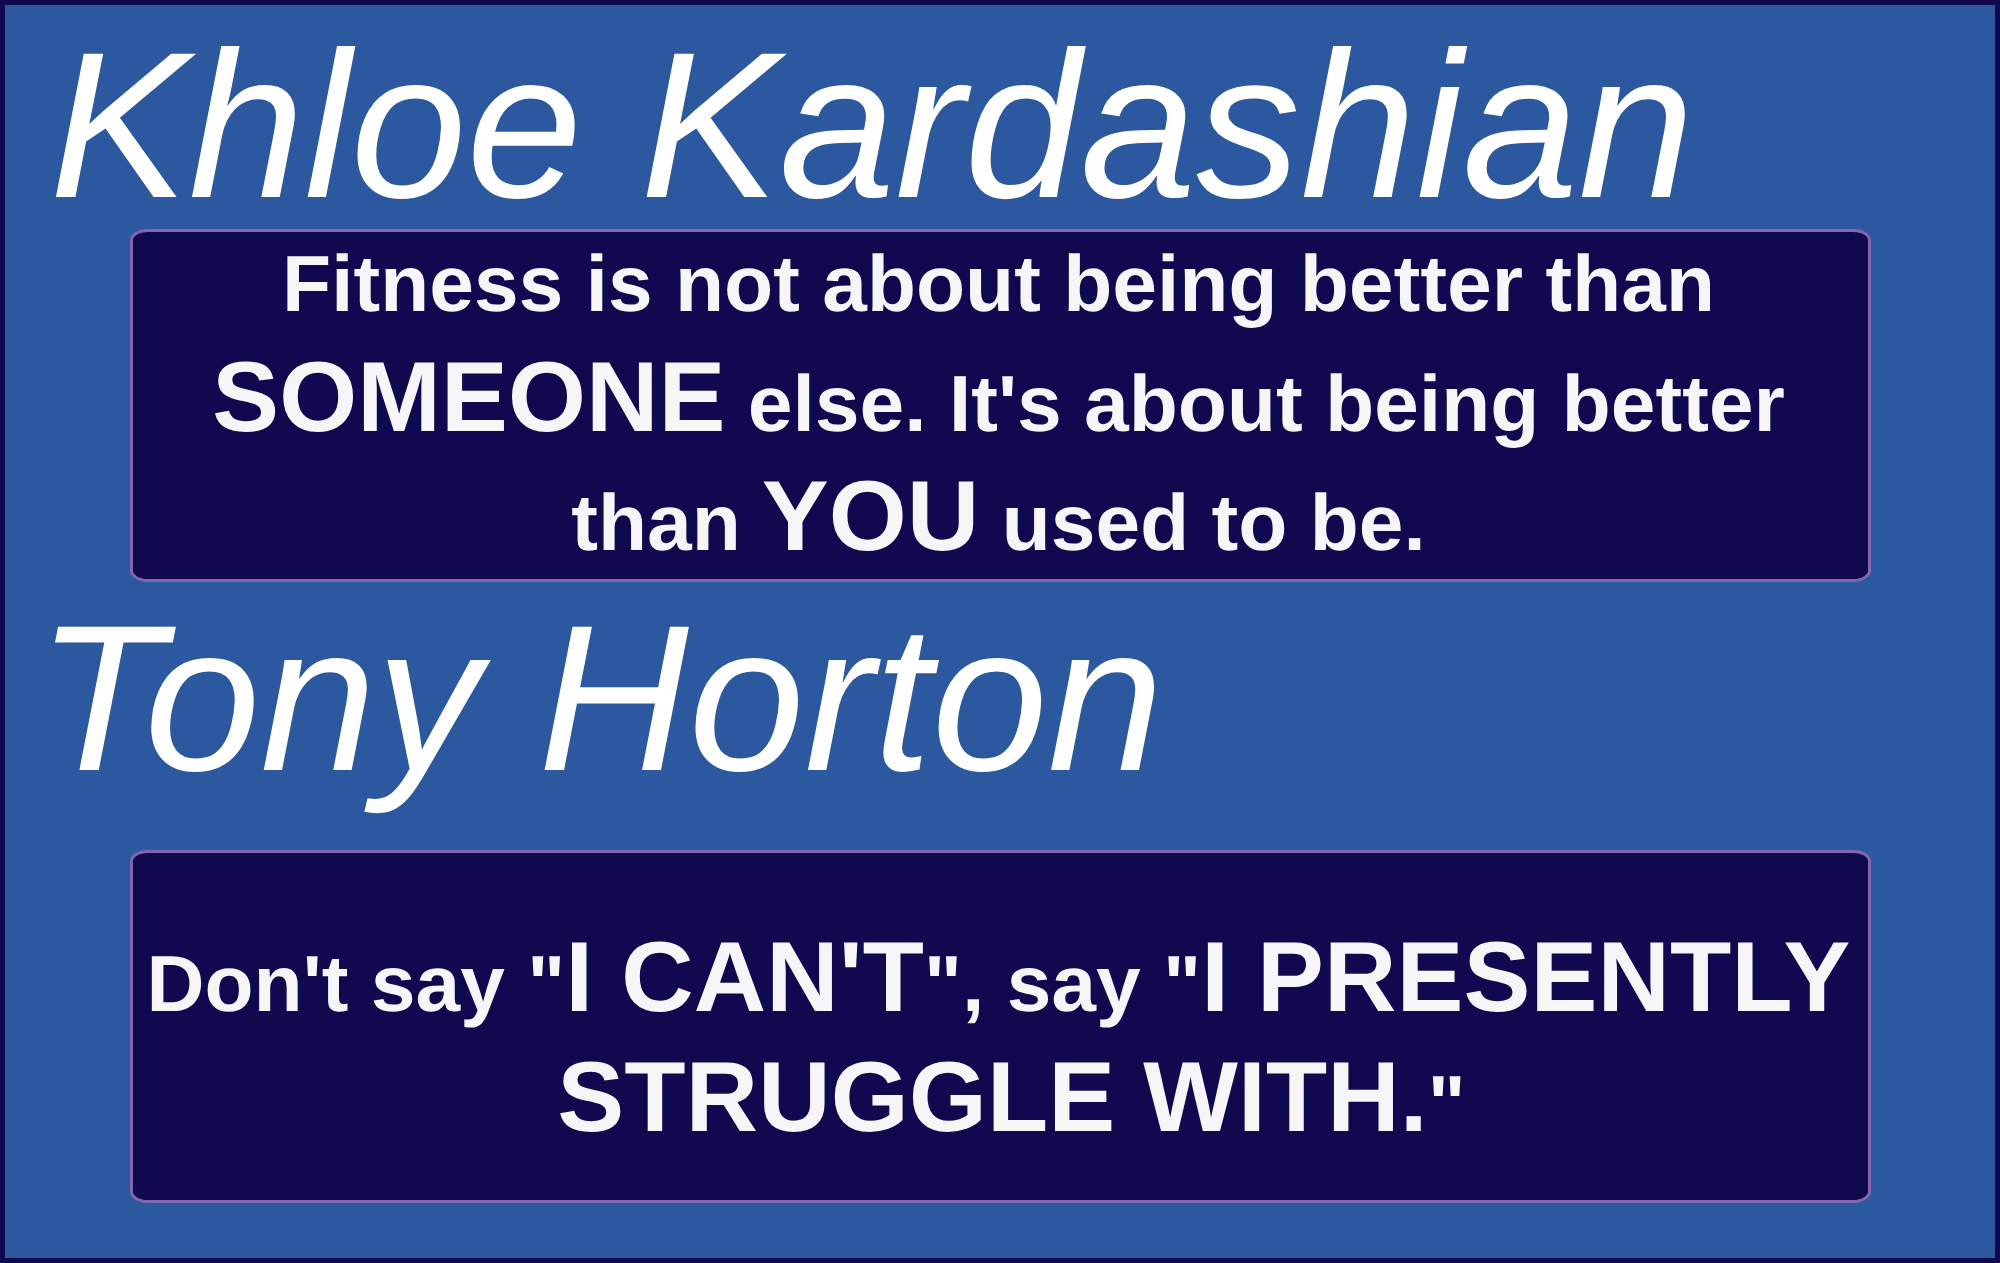 Khloe Kardashian
Fitness is not about being better than
SOMEONE else. It's about being better
than YOU used to be.
Tony Horton
Don't say "I CAN'T", say "I PRESENTLY
STRUGGLE WITH."